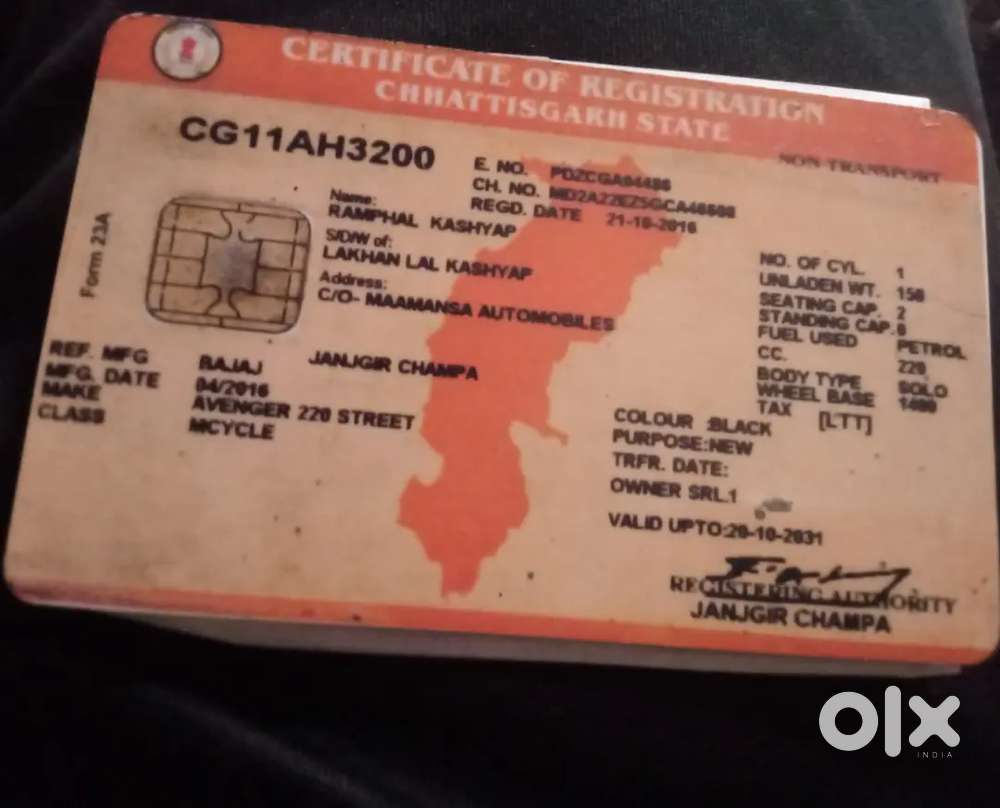 CERTIFICATE OF REGISTRATION
CHHATTISGARH STATE
NON TRANSPORT
CG11AH3200
E. NO.
CH. NO.
REGD. DATE 21-10-2016
Form 23A
Name:
RAMPHAL KASHYAP
S/D/W of:
LAKHAN LAL KASHYAP
Address:
C/O- MAAMANSA AUTOMOBILES
JANJGIR CHAMPA
NO. OF CYL. 1
UNLADEN WT. 150
SEATING CAP. 2
STANDING CAP. 0
FUEL USED PETROL
CC. 220
BODY TYPE SOLO
WHEEL BASE
TAX [LTT]
REF. MFG BAJAJ
MFG. DATE 04/2016
MAKE AVENGER 220 STREET
CLASS MCYCLE
COLOUR :BLACK
PURPOSE:NEW
TRFR. DATE:
OWNER SRL.1
VALID UPTO:20-10-2031
REGISTERING AUTHORITY
JANJGIR CHAMPA
olx
INDIA